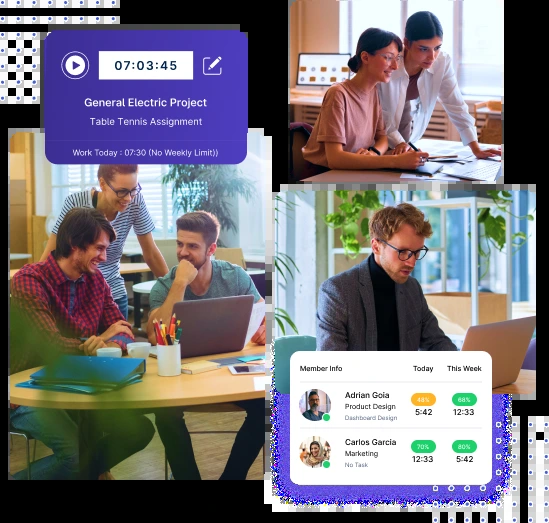 07:03:45
General Electric Project
Table Tennis Assignment
Work Today : 07:30 (No Weekly Limit))
Member Info Today This Week
Adrian Goia 48% 68%
Product Design 5:42 12:33
Dashboard Design
Carlos Garcia 70% 80%
Marketing 12:33 5:42
No Task